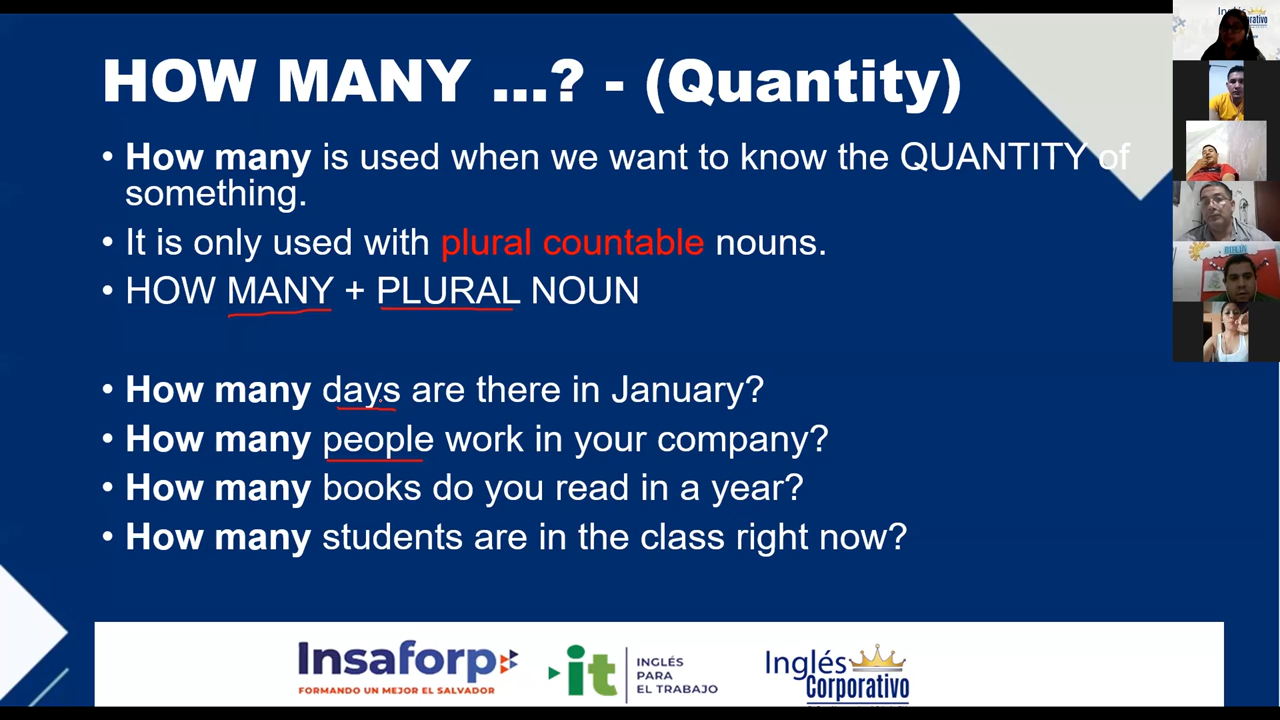 HOW MANY ...? - (Quantity)
• How many is used when we want to know the QUANTITY of
something.
• It is only used with plural countable nouns.
• HOW MANY + PLURAL NOUN
• How many days are there in January?
• How many people work in your company?
• How many books do you read in a year?
• How many students are in the class right now?
Insaforp
FORMANDO UN MEJOR EL SALVADOR
it
INGLÉS
PARA
EL TRABAJO
Inglés
Corporativo